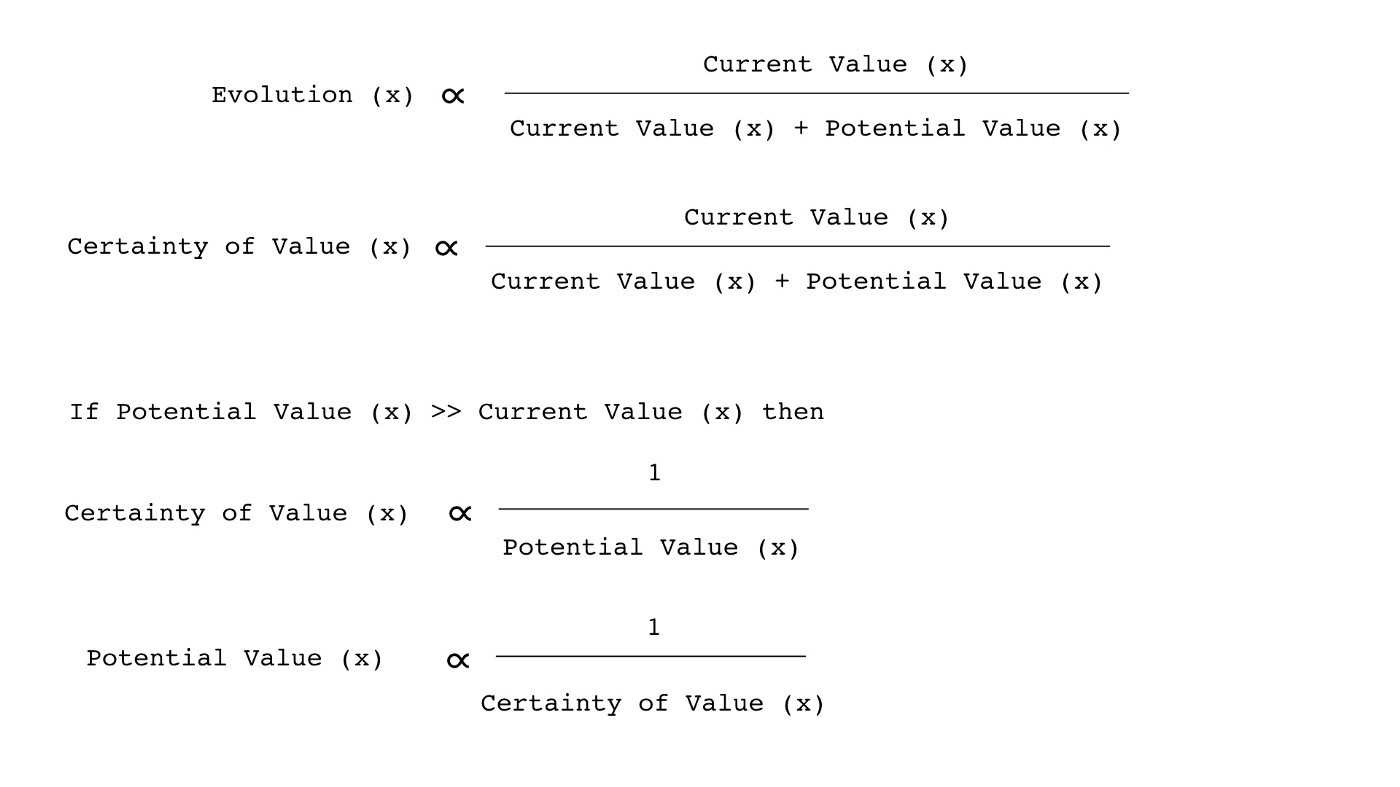 Current Value (x)
Evolution (x) ∝
Current Value (x) + Potential Value (x)
Current Value (x)
Certainty of Value (x) ∝
Current Value (x) + Potential Value (x)
If Potential Value (x) >> Current Value (x) then
1
Certainty of Value (x) ∝
Potential Value (x)
1
Potential Value (x) ∝
Certainty of Value (x)